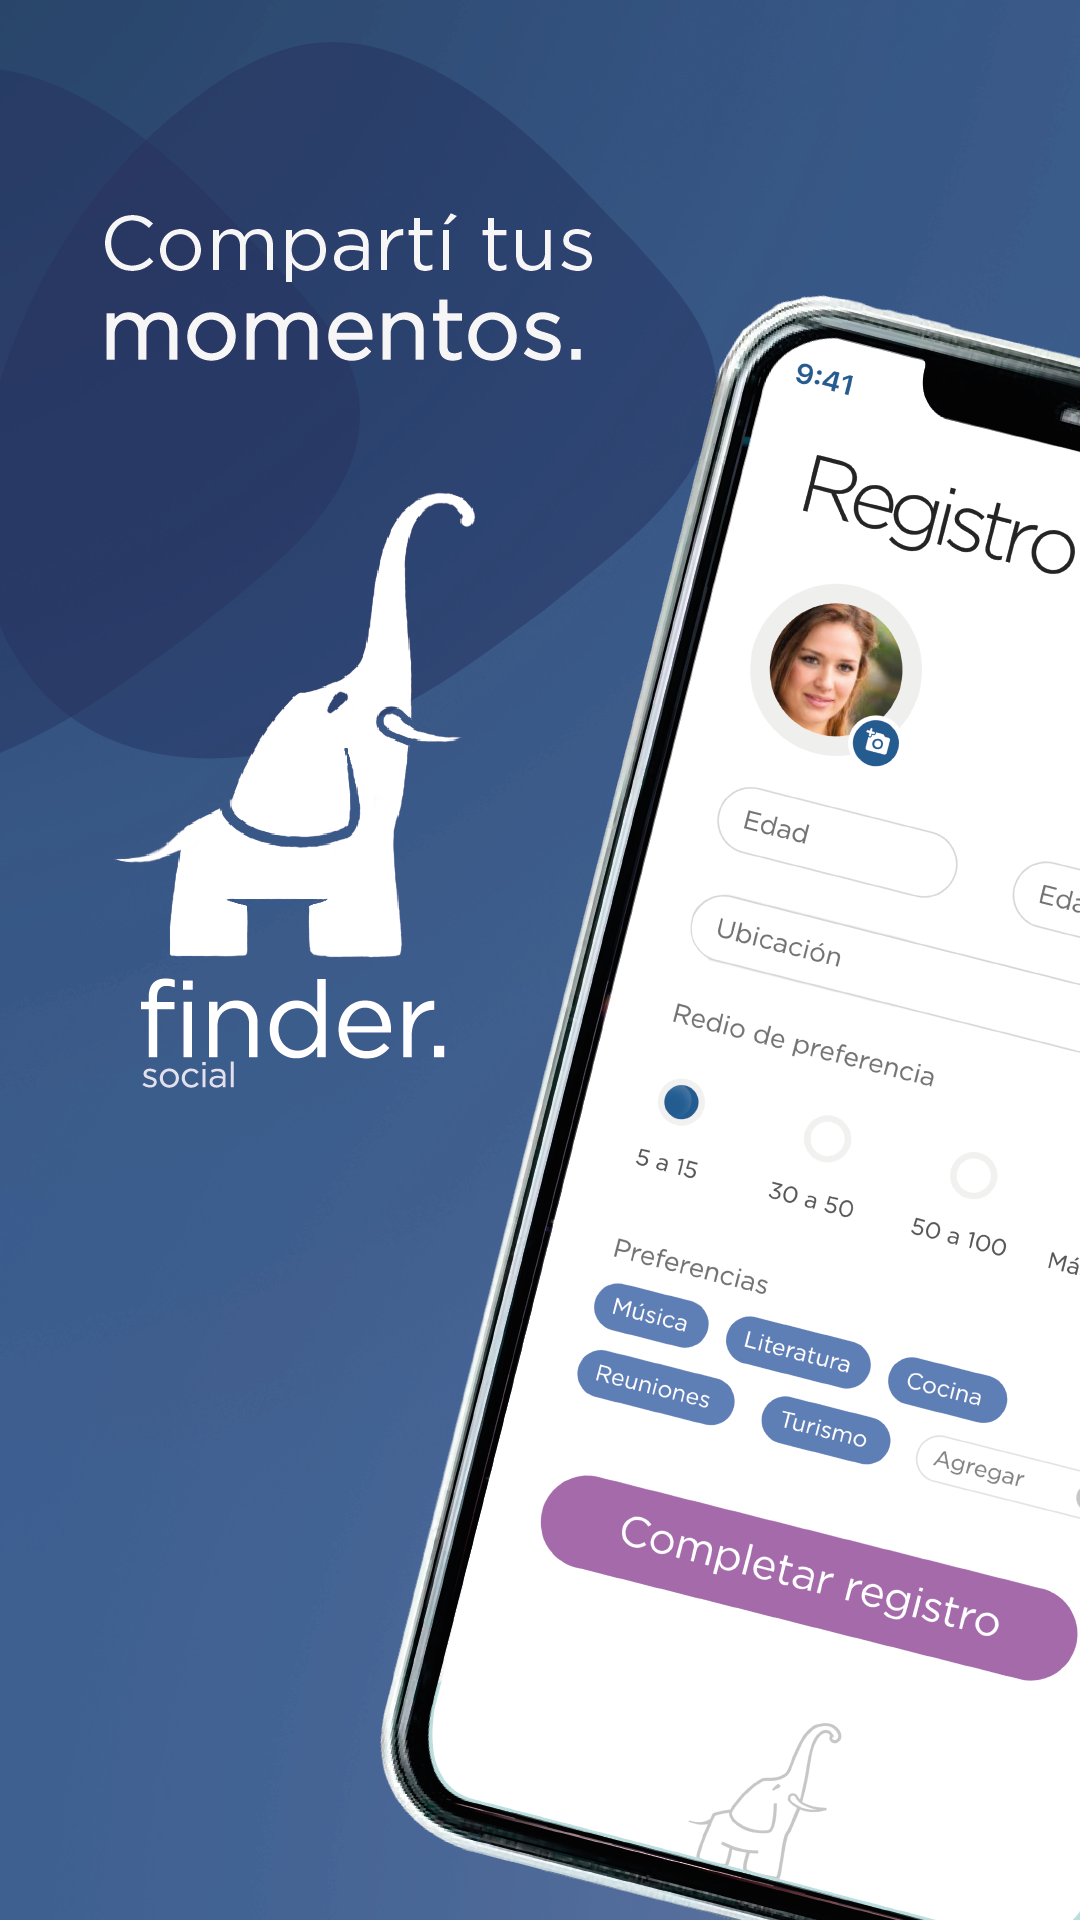 Compartí tus
momentos.
finder.
social
9:41
Registro
Edad
Ubicación
Redio de preferencia
5 a 15
30 a 50
50 a 100
Preferencias
Música
Literatura
Cocina
Reuniones
Turismo
Agregar
Completar registro